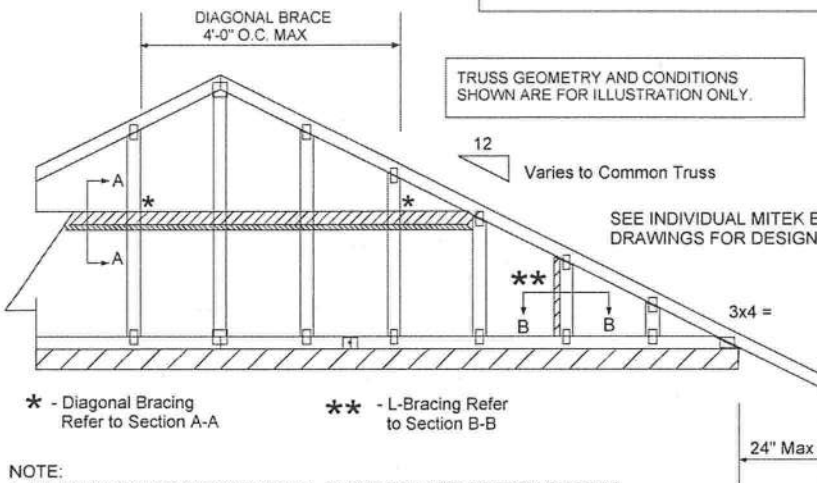 DIAGONAL BRACE
4'-0" O.C. MAX
TRUSS GEOMETRY AND CONDITIONS
SHOWN ARE FOR ILLUSTRATION ONLY.
12
Varies to Common Truss
A
*
*
SEE INDIVIDUAL MITEK E
DRAWINGS FOR DESIGN
A
**
B
B
3x4 =
* - Diagonal Bracing
Refer to Section A-A
** - L-Bracing Refer
to Section B-B
24" Max
NOTE: